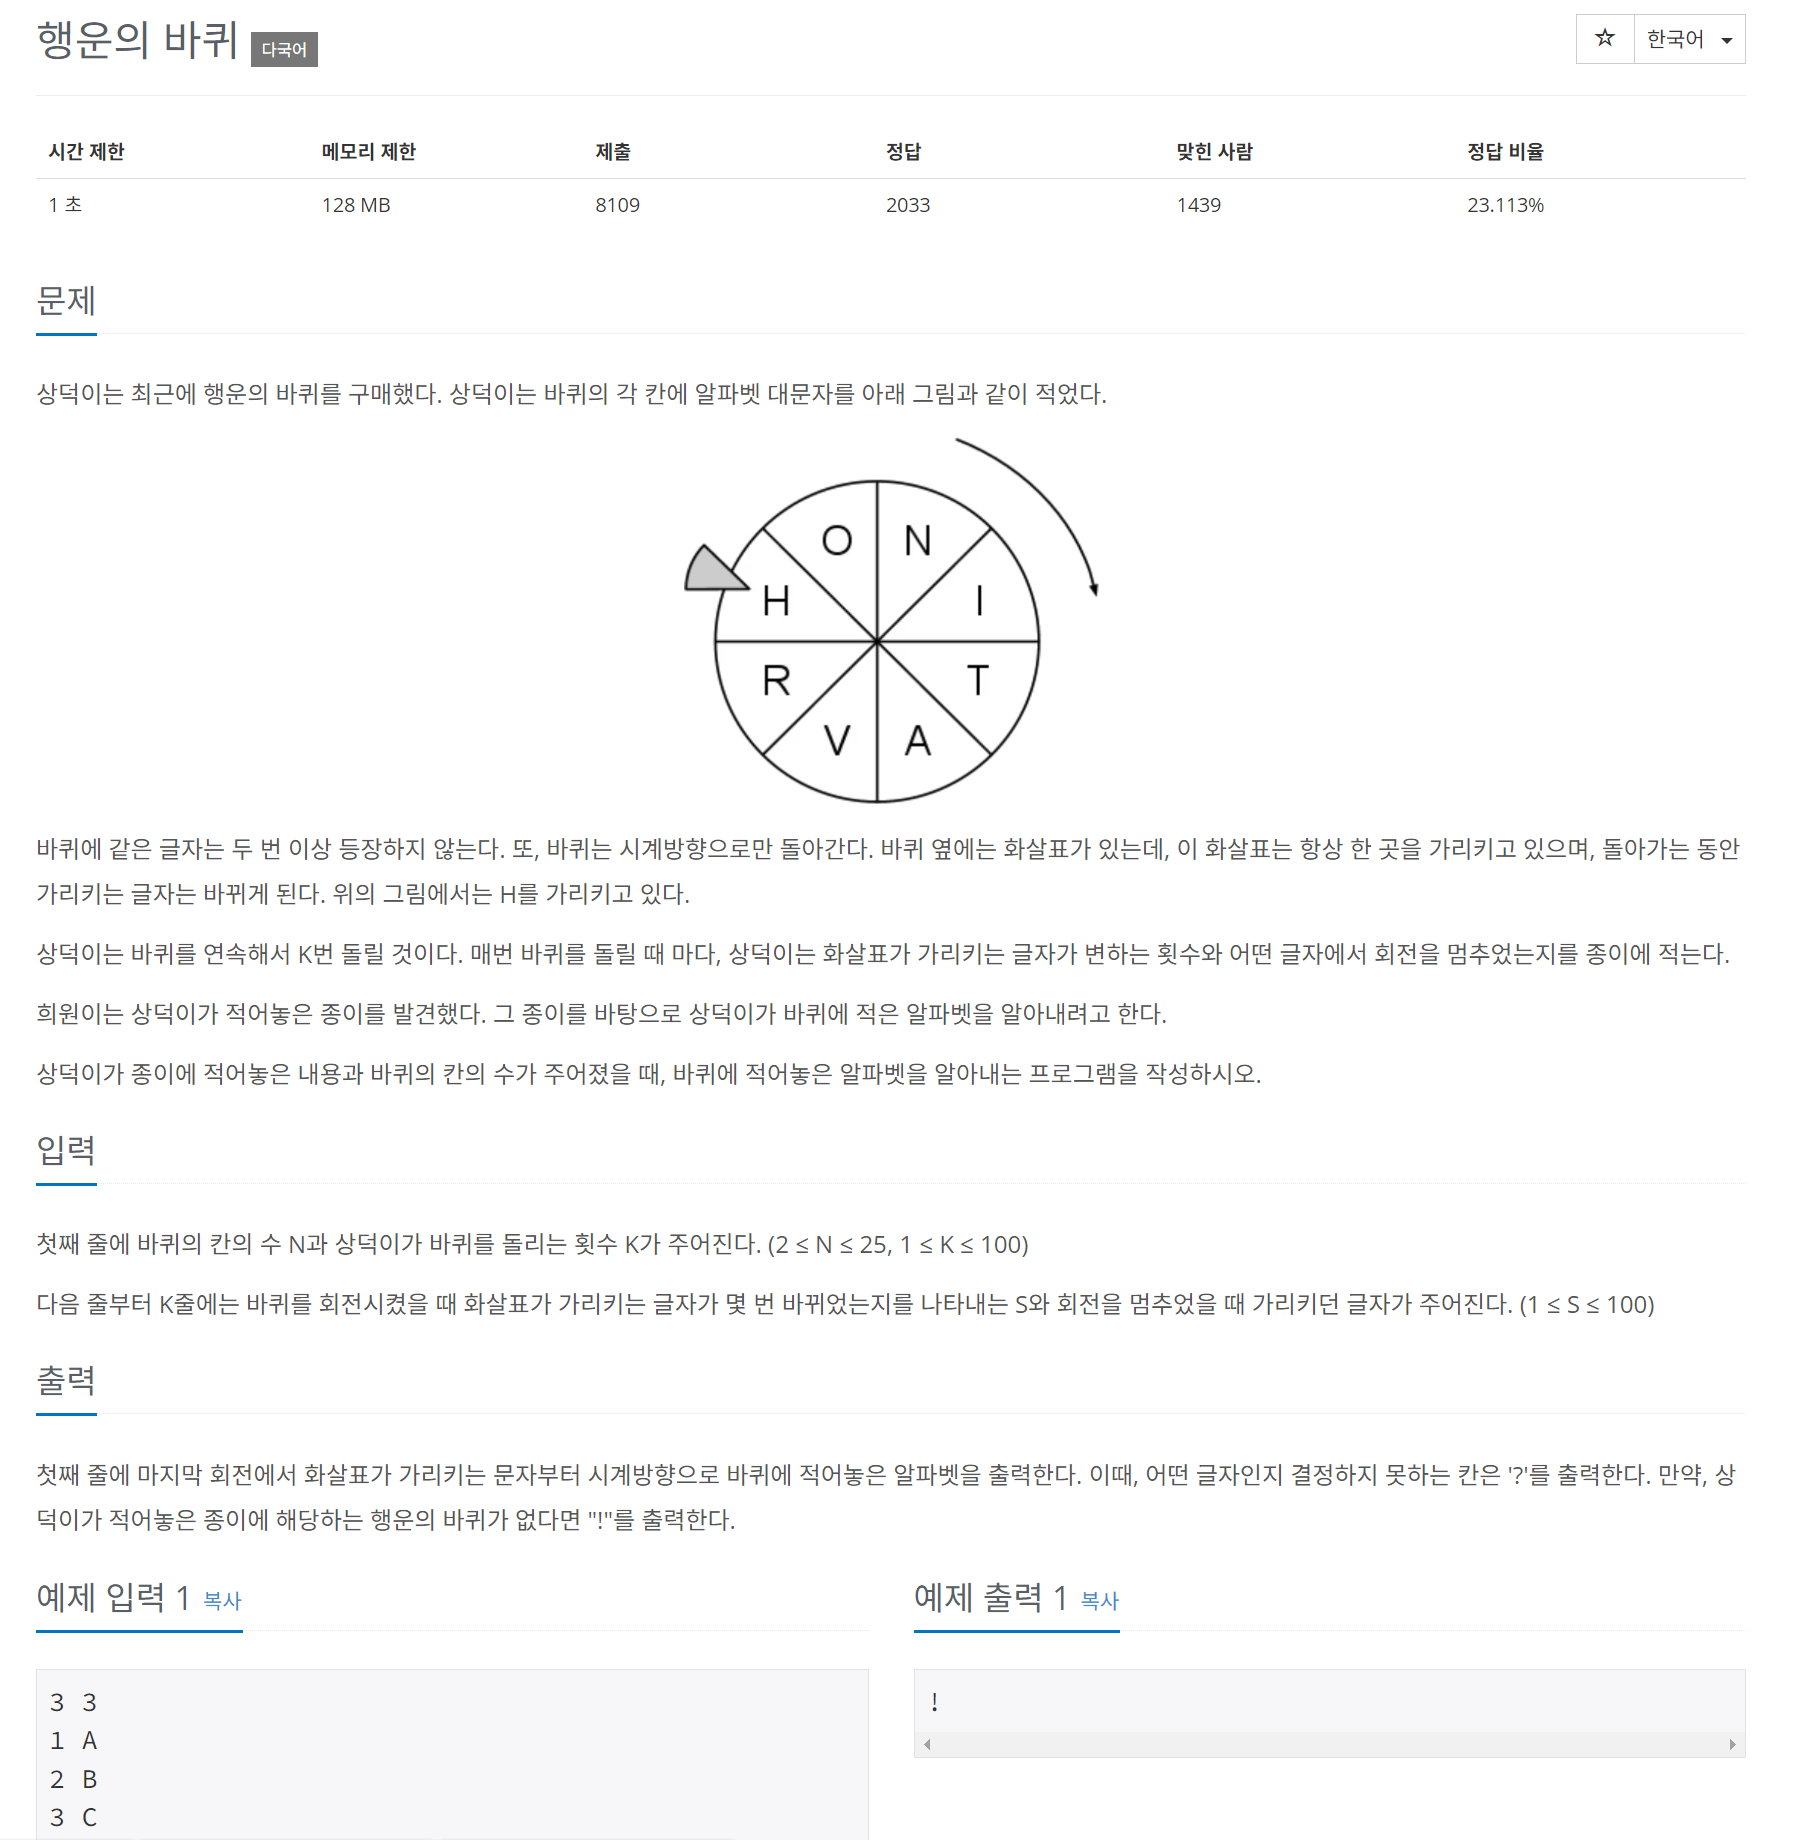 행운의 바퀴 다국어
☆ 한국어
시간 제한 메모리 제한 제출 정답 맞힌 사람 정답 비율
1 초 128 MB 8109 2033 1439 23.113%
문제
상덕이는 최근에 행운의 바퀴를 구매했다. 상덕이는 바퀴의 각 칸에 알파벳 대문자를 아래 그림과 같이 적었다.
O N
H I
R T
V A
바퀴에 같은 글자는 두 번 이상 등장하지 않는다. 또, 바퀴는 시계방향으로만 돌아간다. 바퀴 옆에는 화살표가 있는데, 이 화살표는 항상 한 곳을 가리키고 있으며, 돌아가는 동안
가리키는 글자는 바뀌게 된다. 위의 그림에서는 H를 가리키고 있다.
상덕이는 바퀴를 연속해서 K번 돌릴 것이다. 매번 바퀴를 돌릴 때 마다, 상덕이는 화살표가 가리키는 글자가 변하는 횟수와 어떤 글자에서 회전을 멈추었는지를 종이에 적는다.
희원이는 상덕이가 적어놓은 종이를 발견했다. 그 종이를 바탕으로 상덕이가 바퀴에 적은 알파벳을 알아내려고 한다.
상덕이가 종이에 적어놓은 내용과 바퀴의 칸의 수가 주어졌을 때, 바퀴에 적어놓은 알파벳을 알아내는 프로그램을 작성하시오.
입력
첫째 줄에 바퀴의 칸의 수 N과 상덕이가 바퀴를 돌리는 횟수 K가 주어진다. (2 ≤ N ≤ 25, 1 ≤ K ≤ 100)
다음 줄부터 K줄에는 바퀴를 회전시켰을 때 화살표가 가리키는 글자가 몇 번 바뀌었는지를 나타내는 S와 회전을 멈추었을 때 가리키던 글자가 주어진다. (1 ≤ S ≤ 100)
출력
첫째 줄에 마지막 회전에서 화살표가 가리키는 문자부터 시계방향으로 바퀴에 적어놓은 알파벳을 출력한다. 이때, 어떤 글자인지 결정하지 못하는 칸은 '?'를 출력한다. 만약, 상
덕이가 적어놓은 종이에 해당하는 행운의 바퀴가 없다면 "!"를 출력한다.
예제 입력 1 복사
3 3
1 A
2 B
3 C
예제 출력 1 복사
!